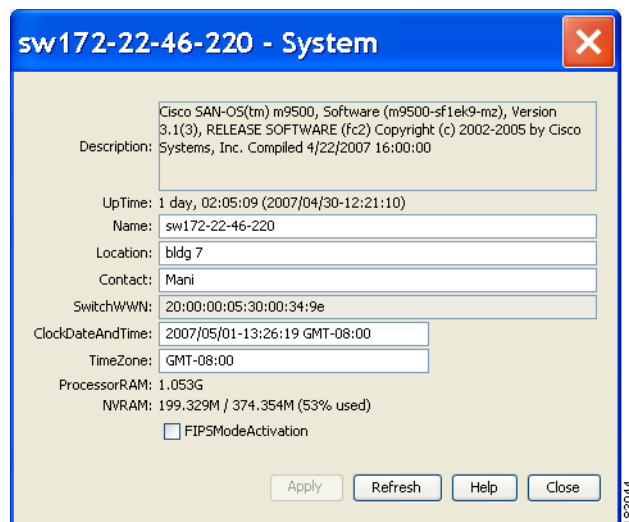 sw172-22-46-220 - System
Cisco SAN-OS(tm) m9500, Software (m9500-sf1ek9-mz), Version
3.1(3), RELEASE SOFTWARE (fc2) Copyright (c) 2002-2005 by Cisco
Description: Systems, Inc. Compiled 4/22/2007 16:00:00
UpTime: 1 day, 02:05:09 (2007/04/30-12:21:10)
Name: sw172-22-46-220
Location: bldg 7
Contact: Mani
SwitchWWN: 20:00:00:05:30:00:34:9e
ClockDateAndTime: 2007/05/01-13:26:19 GMT-08:00
TimeZone: GMT-08:00
ProcessorRAM: 1.053G
NVRAM: 199.329M / 374.354M (53% used)
FIPSModeActivation
Apply Refresh Help Close